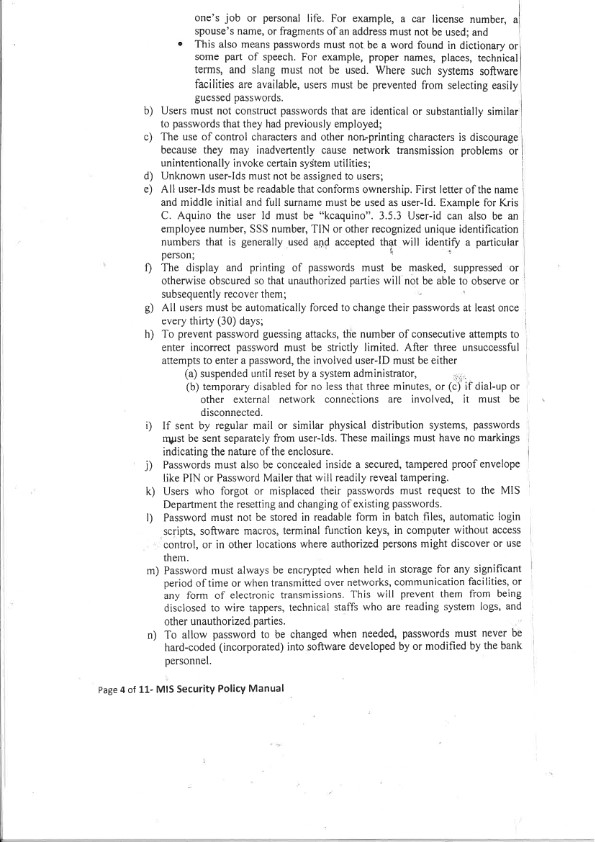 one's job or personal life. For example, a car license number, a
spouse's name, or fragments of an address must not be used; and
• This also means passwords must not be a word found in dictionary or
some part of speech. For example, proper names, places, technical
terms, and slang must not be used. Where such systems software
facilities are available, users must be prevented from selecting easily
guessed passwords.
b) Users must not construct passwords that are identical or substantially similar
to passwords that they had previously employed;
c) The use of control characters and other non-printing characters is discourage
because they may inadvertently cause network transmission problems or
unintentionally invoke certain system utilities;
d) Unknown user-Ids must not be assigned to users;
e) All user-Ids must be readable that conforms ownership. First letter of the name
and middle initial and full surname must be used as user-Id. Example for Kris
C. Aquino the user Id must be “kcaquino”. 3.5.3 User-id can also be an
employee number, SSS number, TIN or other recognized unique identification
numbers that is generally used and accepted that will identify a particular
person;
f) The display and printing of passwords must be masked, suppressed or
otherwise obscured so that unauthorized parties will not be able to observe or
subsequently recover them;
g) All users must be automatically forced to change their passwords at least once
every thirty (30) days;
h) To prevent password guessing attacks, the number of consecutive attempts to
enter incorrect password must be strictly limited. After three unsuccessful
attempts to enter a password, the involved user-ID must be either
(a) suspended until reset by a system administrator,
(b) temporary disabled for no less that three minutes, or (c) if dial-up or
other external network connections are involved, it must be
disconnected.
i) If sent by regular mail or similar physical distribution systems, passwords
must be sent separately from user-Ids. These mailings must have no markings
indicating the nature of the enclosure.
j) Passwords must also be concealed inside a secured, tampered proof envelope
like PIN or Password Mailer that will readily reveal tampering.
k) Users who forgot or misplaced their passwords must request to the MIS
Department the resetting and changing of existing passwords.
l) Password must not be stored in readable form in batch files, automatic login
scripts, software macros, terminal function keys, in computer without access
control, or in other locations where authorized persons might discover or use
them.
m) Password must always be encrypted when held in storage for any significant
period of time or when transmitted over networks, communication facilities, or
any form of electronic transmissions. This will prevent them from being
disclosed to wire tappers, technical staffs who are reading system logs, and
other unauthorized parties.
n) To allow password to be changed when needed, passwords must never be
hard-coded (incorporated) into software developed by or modified by the bank
personnel.
Page 4 of 11- MIS Security Policy Manual